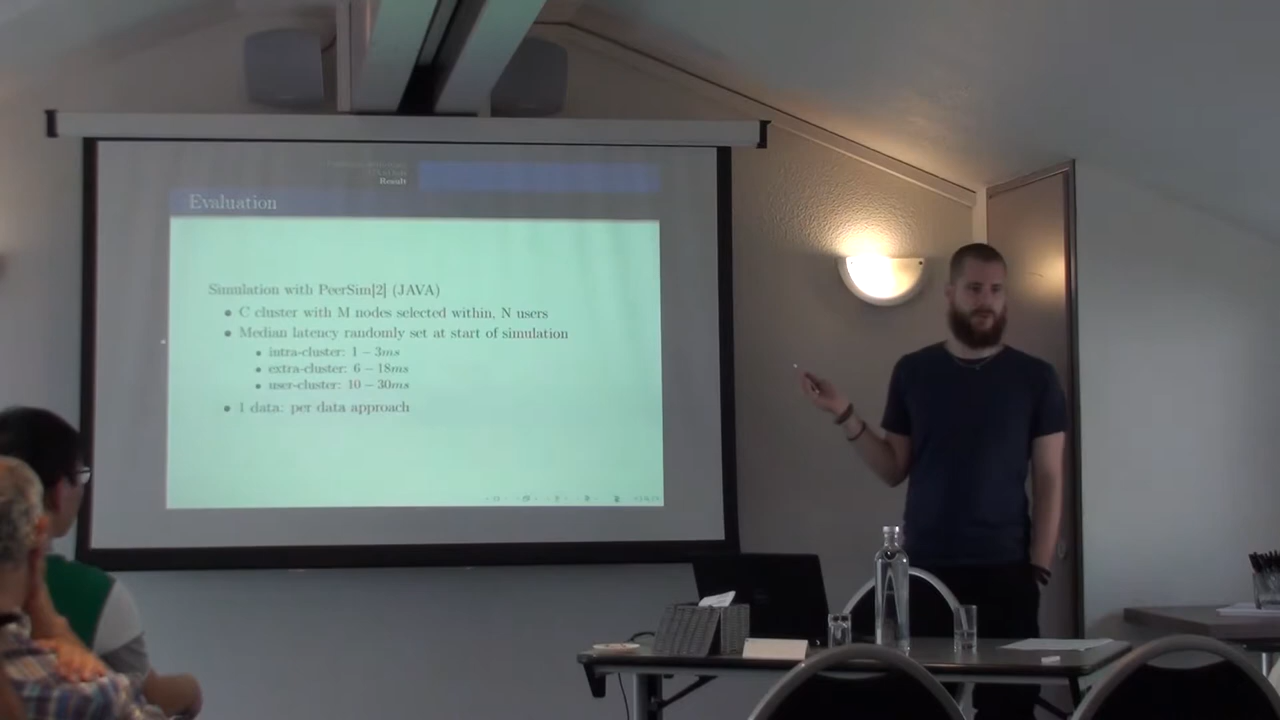 Result
Evaluation
Simulation with PeerSim[2] (JAVA)
• C cluster with M nodes selected within, N users
• Median latency randomly set at start of simulation
• intra-cluster: 1 – 3ms
• extra-cluster: 6 – 18ms
• user-cluster: 10 – 30ms
• 1 data: per data approach